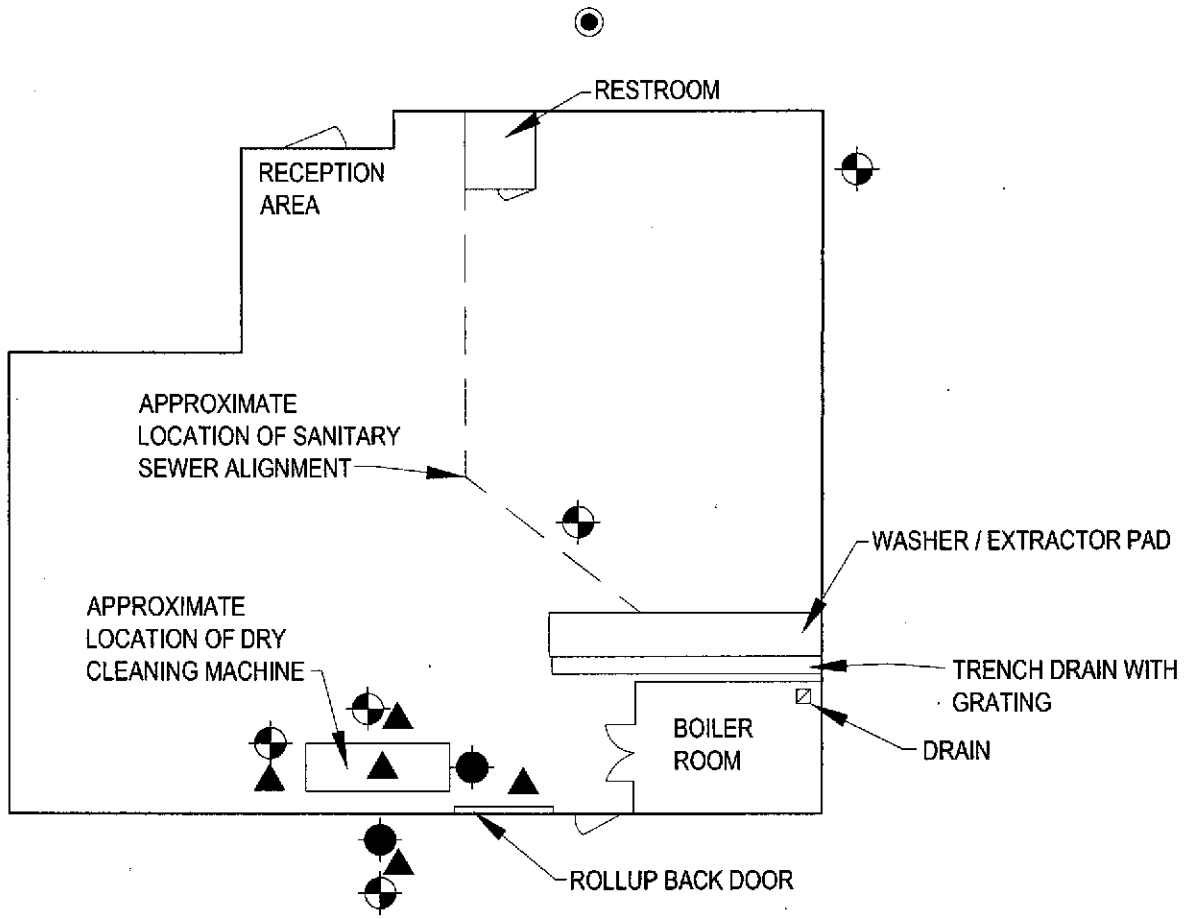 RESTROOM
RECEPTION
AREA
APPROXIMATE
LOCATION OF SANITARY
SEWER ALIGNMENT
WASHER / EXTRACTOR PAD
APPROXIMATE
LOCATION OF DRY
CLEANING MACHINE
TRENCH DRAIN WITH
GRATING
BOILER
ROOM
DRAIN
ROLLUP BACK DOOR